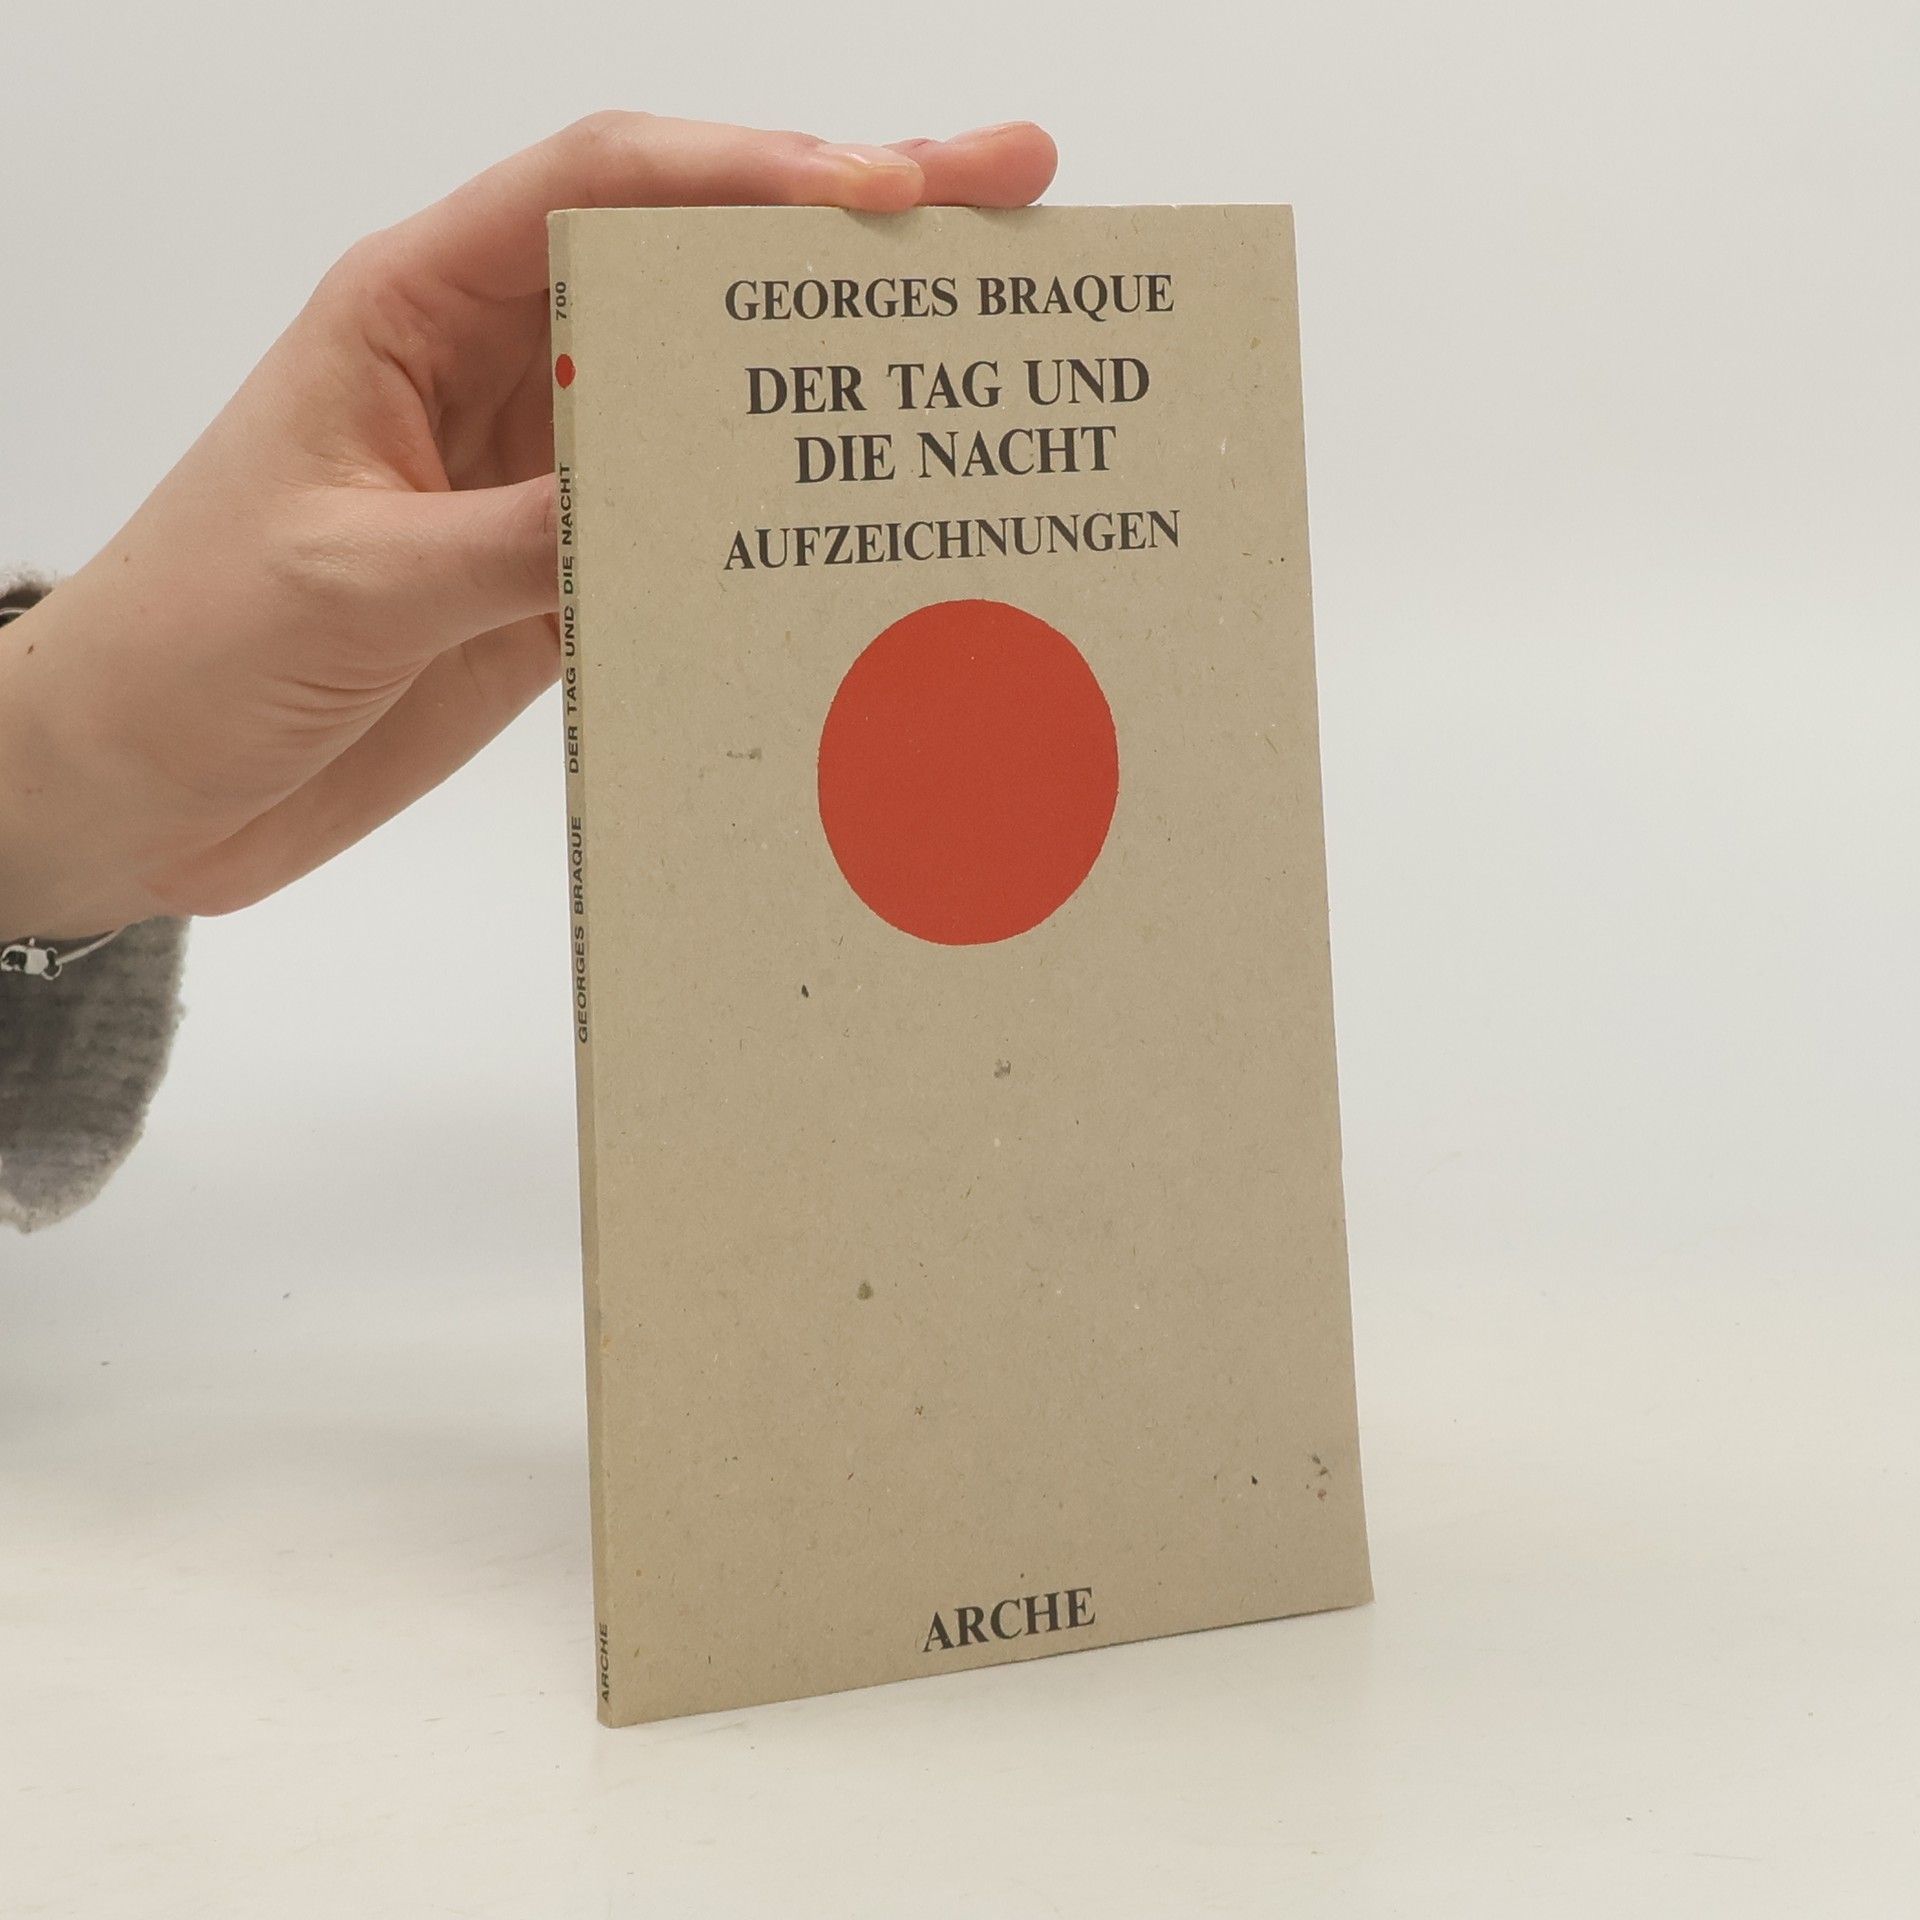 GEORGES BRAQUE
DER TAG UND
DIE NACHT
AUFZEICHNUNGEN
ARCHE
ARCHE GEORGES BRAQUE DER TAG UND DIE NACHT 700